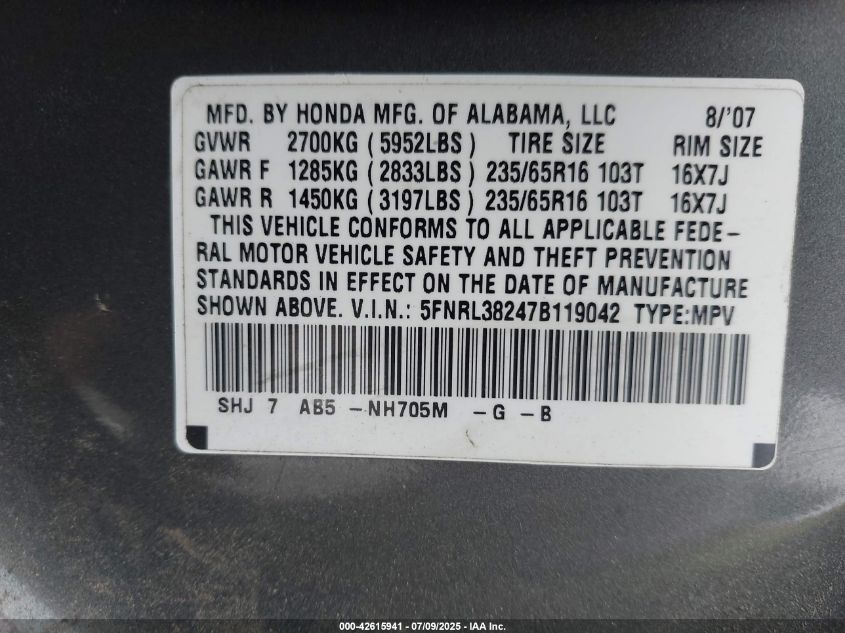 MFD. BY HONDA MFG. OF ALABAMA, LLC 8/'07
GVWR 2700KG (5952LBS) TIRE SIZE RIM SIZE
GAWR F 1285KG (2833LBS) 235/65R16 103T 16X7J
GAWR R 1450KG (3197LBS) 235/65R16 103T 16X7J
THIS VEHICLE CONFORMS TO ALL APPLICABLE FEDE-
RAL MOTOR VEHICLE SAFETY AND THEFT PREVENTION
STANDARDS IN EFFECT ON THE DATE OF MANUFACTURE
SHOWN ABOVE. V.I.N.: 5FNRL38247B119042 TYPE:MPV
SHJ 7 AB5 -NH705M -G -B
000-42615941 - 07/09/2025 - IAA Inc.